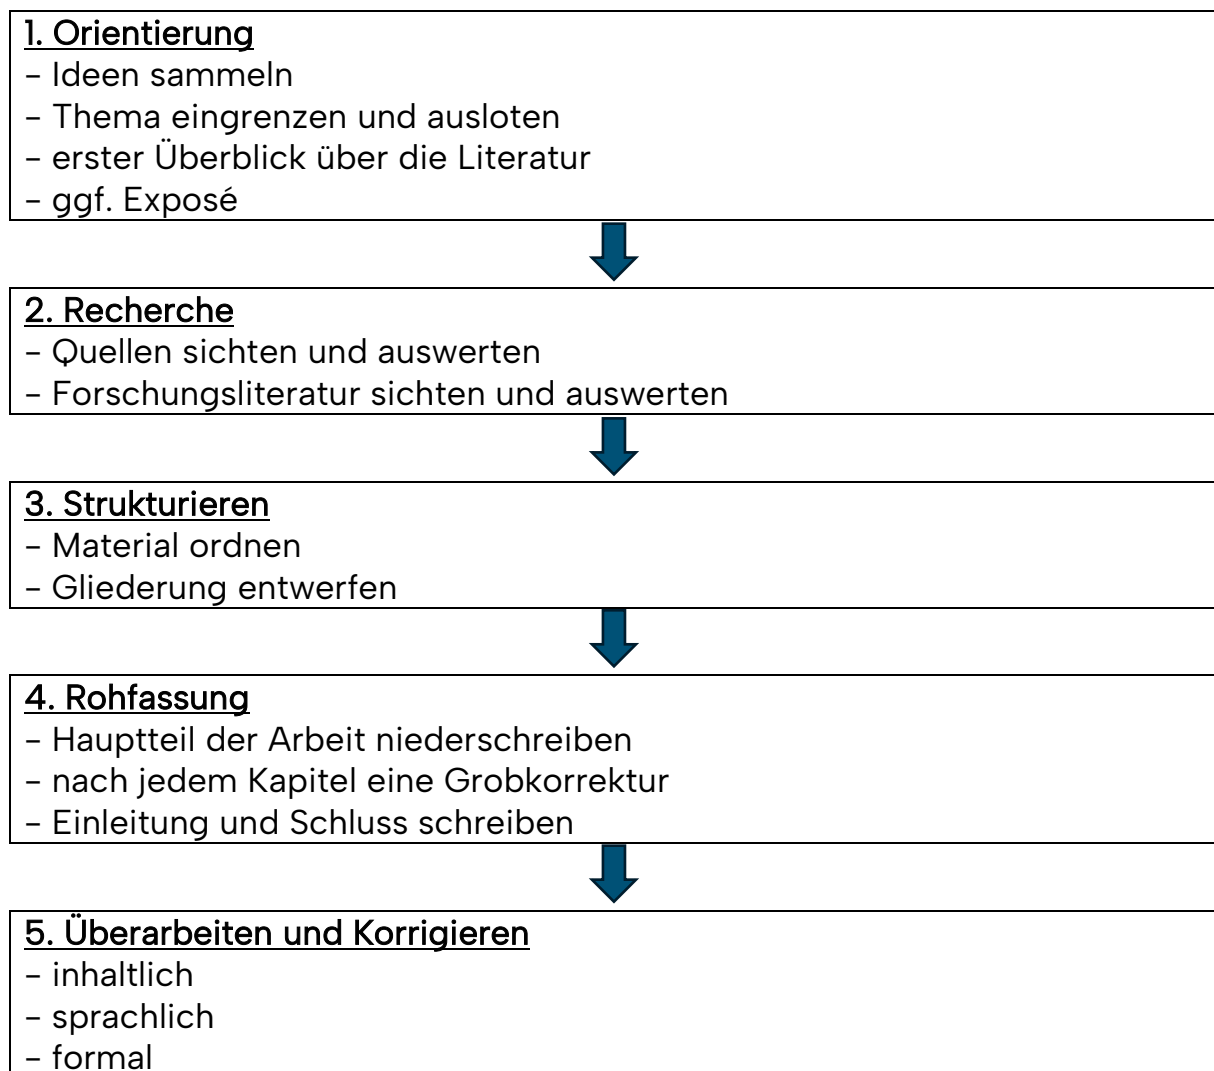 1. Orientierung
– Ideen sammeln
– Thema eingrenzen und ausloten
– erster Überblick über die Literatur
– ggf. Exposé
2. Recherche
– Quellen sichten und auswerten
– Forschungsliteratur sichten und auswerten
3. Strukturieren
– Material ordnen
– Gliederung entwerfen
4. Rohfassung
– Hauptteil der Arbeit niederschreiben
– nach jedem Kapitel eine Grobkorrektur
– Einleitung und Schluss schreiben
5. Überarbeiten und Korrigieren
– inhaltlich
– sprachlich
– formal